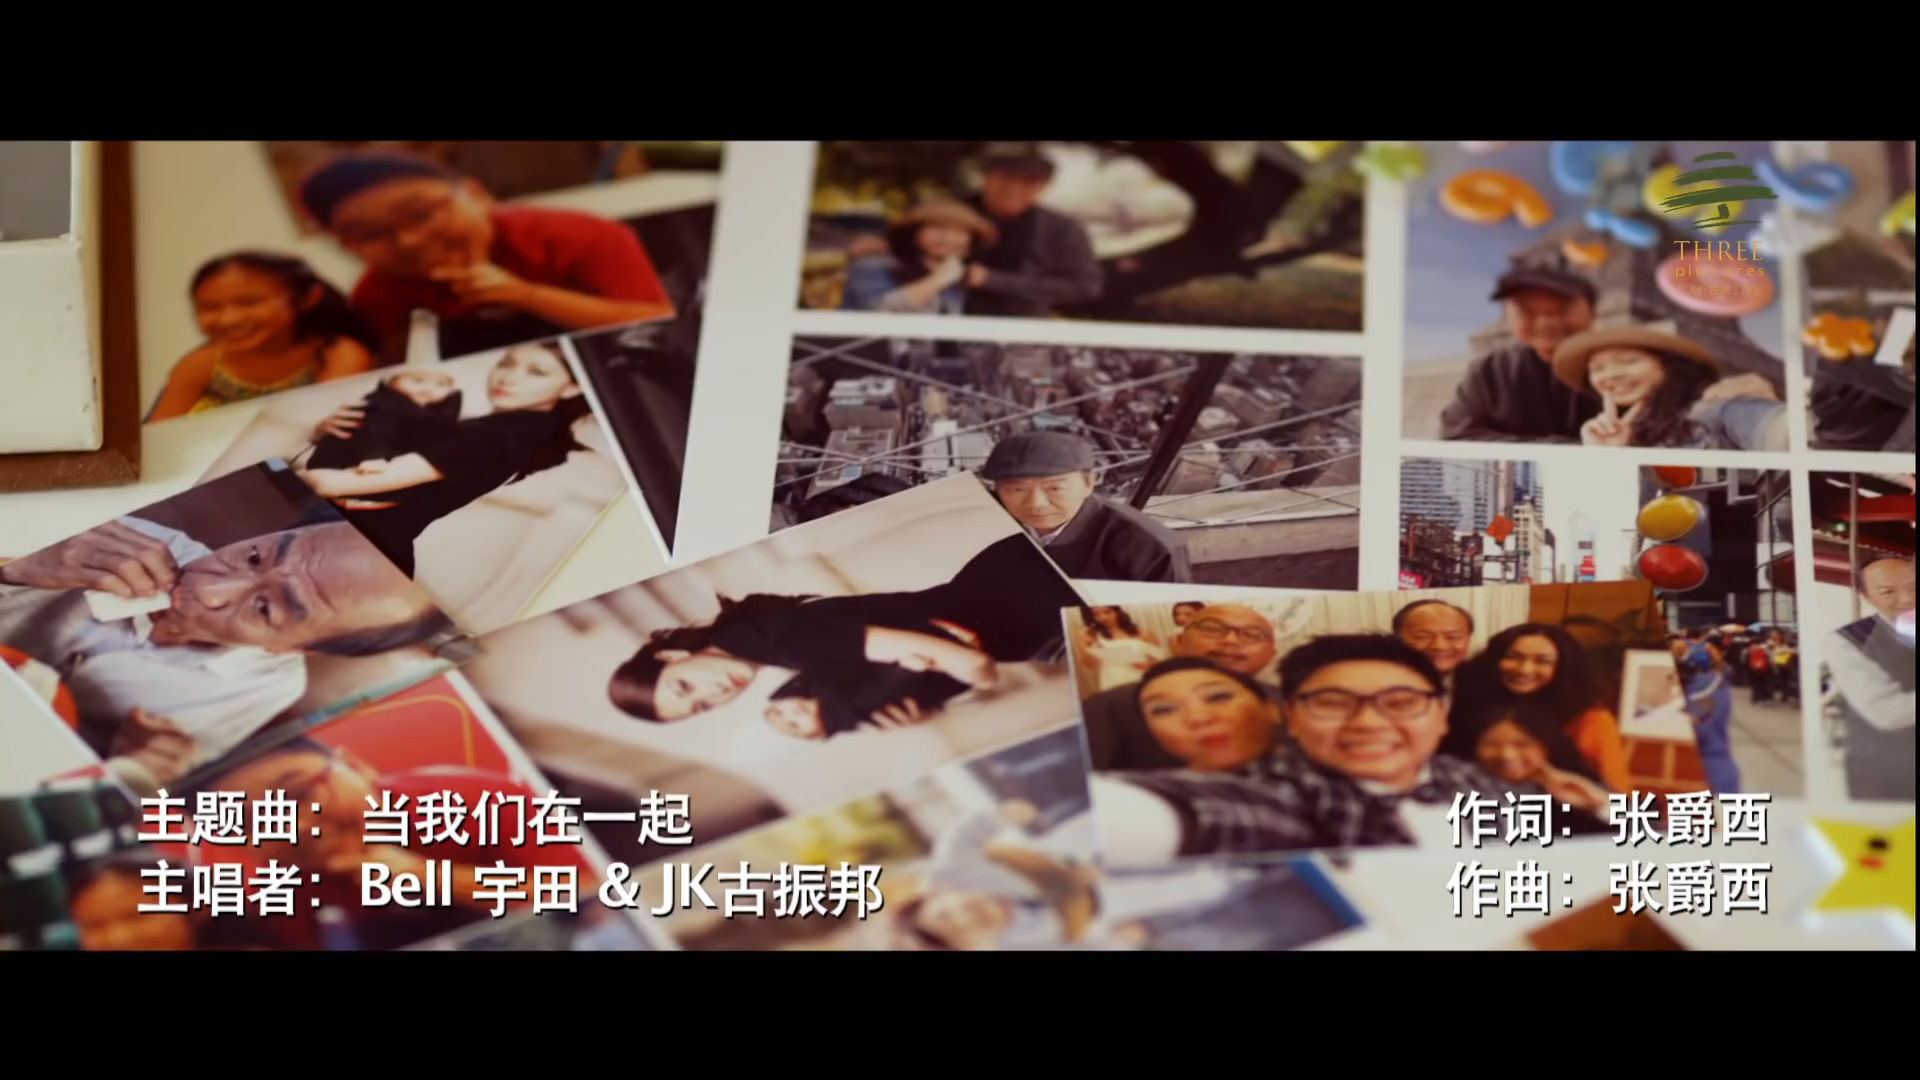 THREE
pictures
主题曲：当我们在一起
主唱者：Bell 宇田 & JK古振邦
作词：张爵西
作曲：张爵西